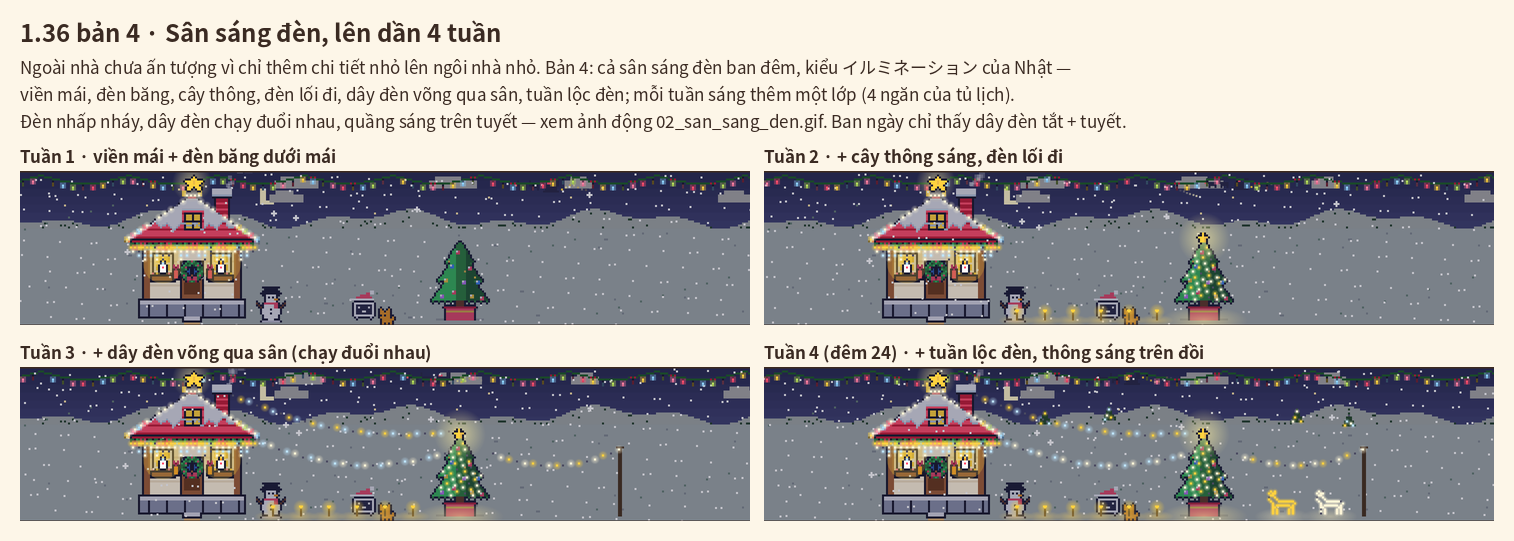 1.36 bản 4 · Sân sáng đèn, lên dần 4 tuần
Ngoài nhà chưa ấn tượng vì chỉ thêm chi tiết nhỏ lên ngôi nhà nhỏ. Bản 4: cả sân sáng đèn ban đêm, kiểu イルミネーション của Nhật —
viền mái, đèn băng, cây thông, đèn lối đi, dây đèn võng qua sân, tuần lộc đèn; mỗi tuần sáng thêm một lớp (4 ngăn của tủ lịch).
Đèn nhấp nháy, dây đèn chạy đuổi nhau, quầng sáng trên tuyết — xem ảnh động 02_san_sang_den.gif. Ban ngày chỉ thấy dây đèn tắt + tuyết.
Tuần 1 · viền mái + đèn băng dưới mái
Tuần 2 · + cây thông sáng, đèn lối đi
Tuần 3 · + dây đèn võng qua sân (chạy đuổi nhau)
Tuần 4 (đêm 24) · + tuần lộc đèn, thông sáng trên đồi